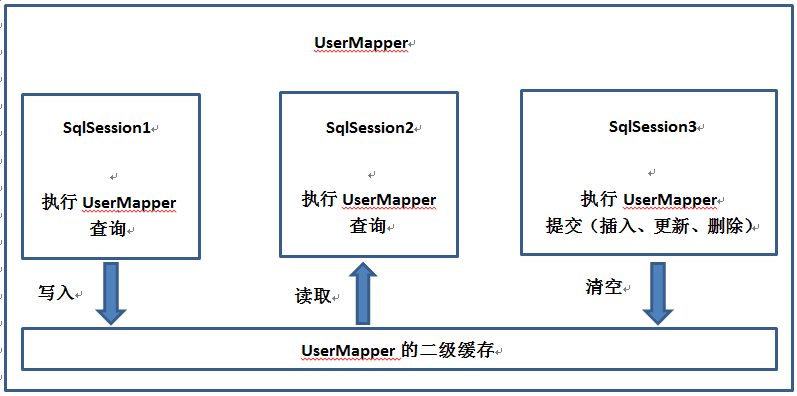 UserMapper
SqlSession1
执行 UserMapper
查询
SqlSession2
执行 UserMapper
查询
SqlSession3
执行 UserMapper
提交（插入、更新、删除）
写入
读取
清空
UserMapper 的二级缓存